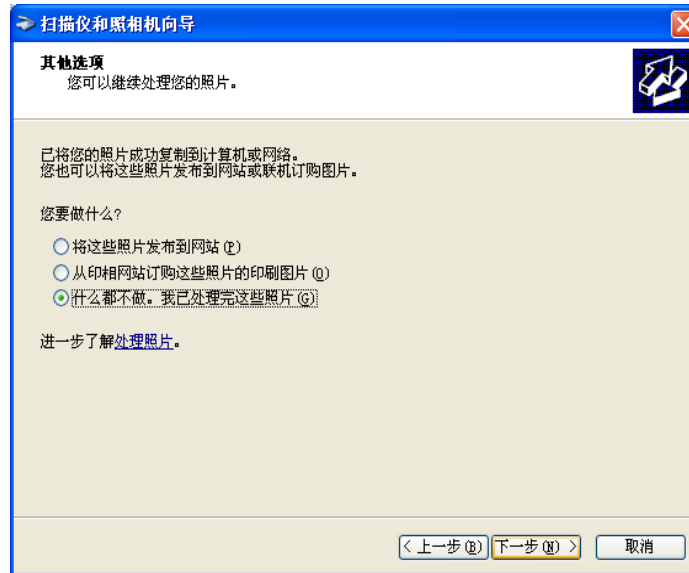 扫描仪和照相机向导
其他选项
您可以继续处理您的照片。
已将您的照片成功复制到计算机或网络。
您也可以将这些照片发布到网站或联机订购图片。
您要做什么?
将这些照片发布到网站(P)
从印相网站订购这些照片的印刷图片(O)
什么都不做。我已处理完这些照片(G)
进一步了解处理照片。
< 上一步(B) 下一步(N) > 取消